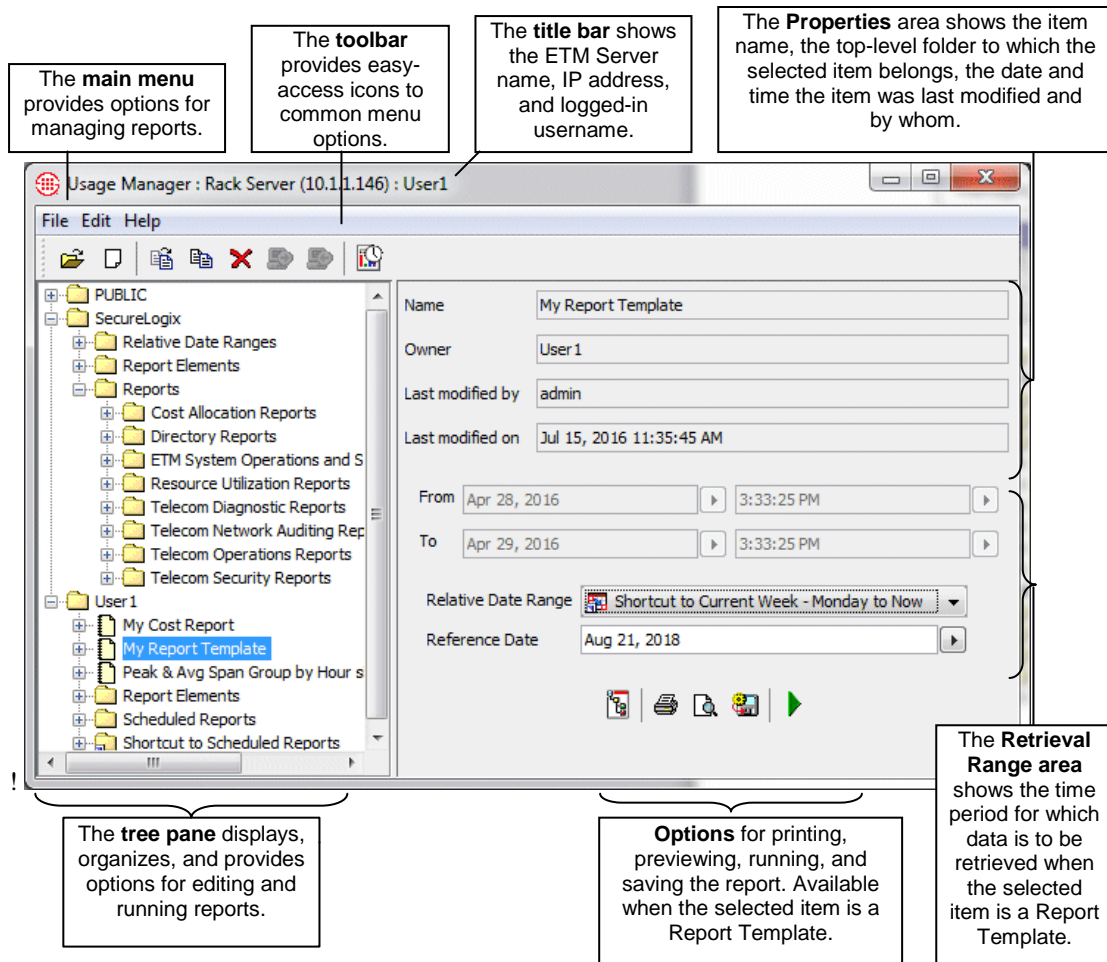 The main menu
provides options for
managing reports.
The toolbar
provides easy-
access icons to
common menu
options.
The title bar shows
the ETM Server
name, IP address,
and logged-in
username.
The Properties area shows the item
name, the top-level folder to which the
selected item belongs, the date and
time the item was last modified and
by whom.
Usage Manager : Rack Server (10.1.1.146) : User1
File Edit Help
PUBLIC
SecureLogix
Relative Date Ranges
Report Elements
Reports
Cost Allocation Reports
Directory Reports
ETM System Operations and S
Resource Utilization Reports
Telecom Diagnostic Reports
Telecom Network Auditing Rep
Telecom Operations Reports
Telecom Security Reports
User1
My Cost Report
My Report Template
Peak & Avg Span Group by Hour s
Report Elements
Scheduled Reports
Shortcut to Scheduled Reports
Name My Report Template
Owner User1
Last modified by admin
Last modified on Jul 15, 2016 11:35:45 AM
From Apr 28, 2016 3:33:25 PM
To Apr 29, 2016 3:33:25 PM
Relative Date Range Shortcut to Current Week - Monday to Now
Reference Date Aug 21, 2018
!
The tree pane displays,
organizes, and provides
options for editing and
running reports.
Options for printing,
previewing, running, and
saving the report. Available
when the selected item is a
Report Template.
The Retrieval
Range area
shows the time
period for which
data is to be
retrieved when
the selected
item is a Report
Template.